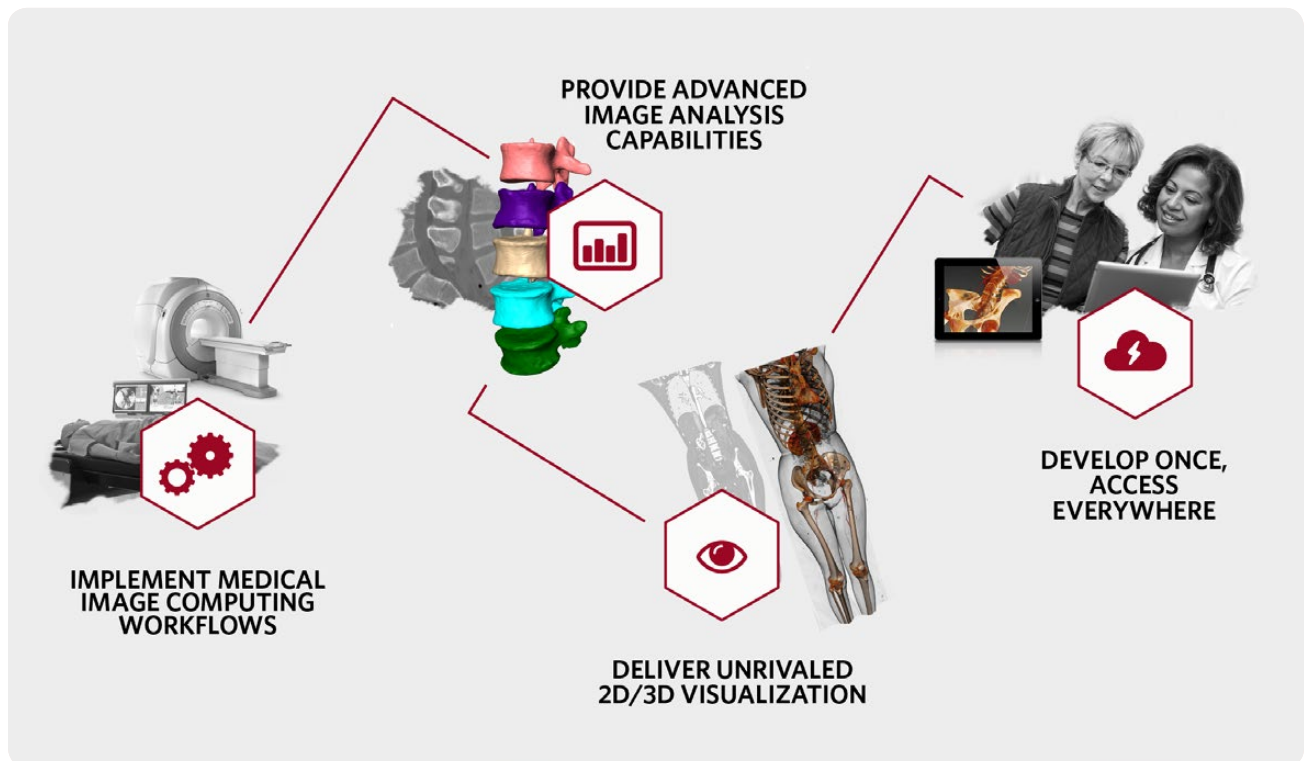 IMPLEMENT MEDICAL
IMAGE COMPUTING
WORKFLOWS
PROVIDE ADVANCED
IMAGE ANALYSIS
CAPABILITIES
DELIVER UNRIVALED
2D/3D VISUALIZATION
DEVELOP ONCE,
ACCESS
EVERYWHERE